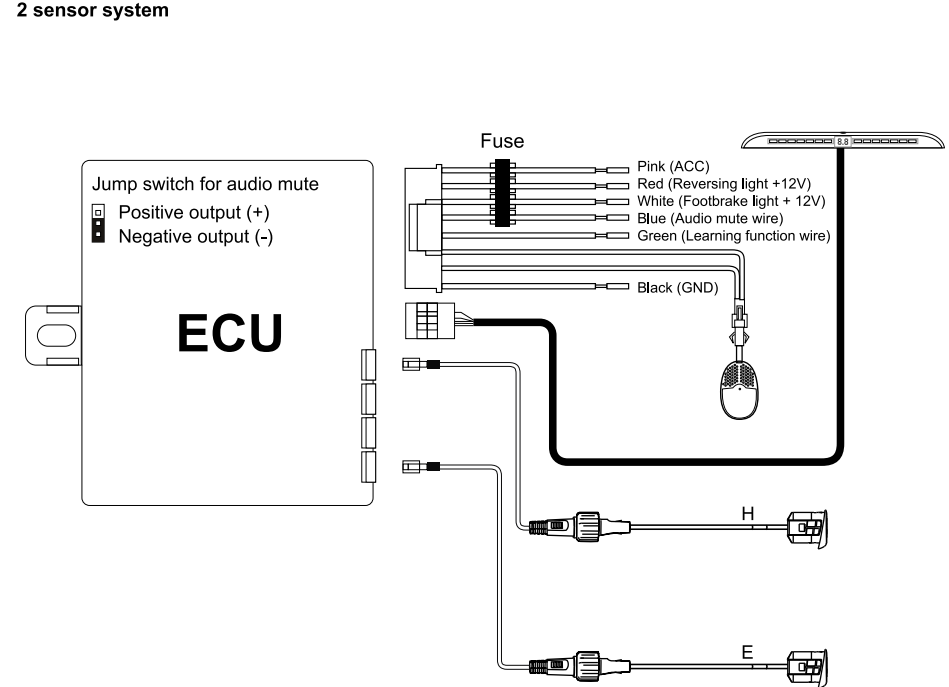 2 sensor system
Fuse
8.8
Pink (ACC)
Red (Reversing light +12V)
White (Footbrake light + 12V)
Blue (Audio mute wire)
Green (Learning function wire)
Black (GND)
Jump switch for audio mute
Positive output (+)
Negative output (-)
ECU
H
E